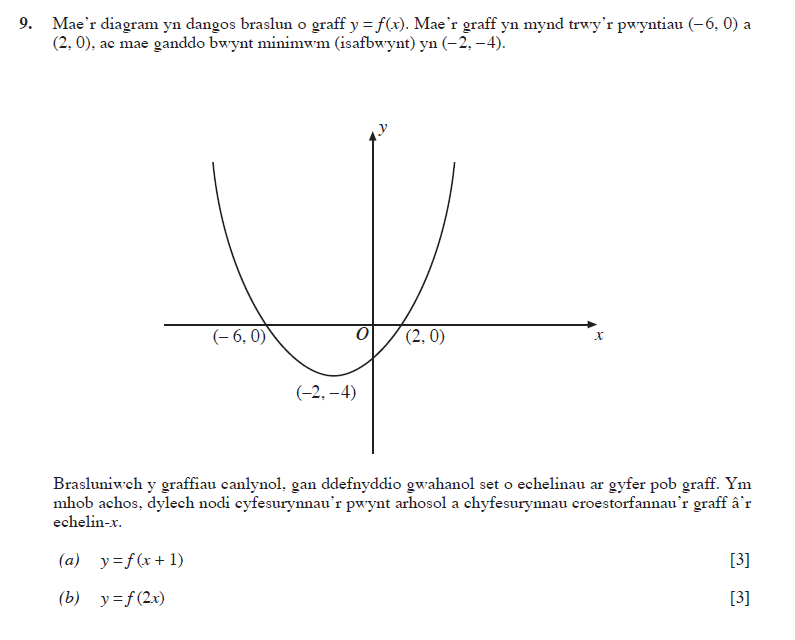 9. Mae'r diagram yn dangos braslun o graff y = f(x). Mae'r graff yn mynd trwy'r pwyntiau (−6, 0) a
(2, 0), ac mae ganddo bwynt minimwm (isafbwynt) yn (−2, −4).
y
(− 6, 0)
O
(2, 0)
x
(−2, −4)
Brasluniwch y graffiau canlynol, gan ddefnyddio gwahanol set o echelinau ar gyfer pob graff. Ym
mhob achos, dylech nodi cyfesurynnau'r pwynt arhosol a chyfesurynnau croestorfannau'r graff â'r
echelin-x.
(a) y = f(x + 1) [3]
(b) y = f(2x) [3]